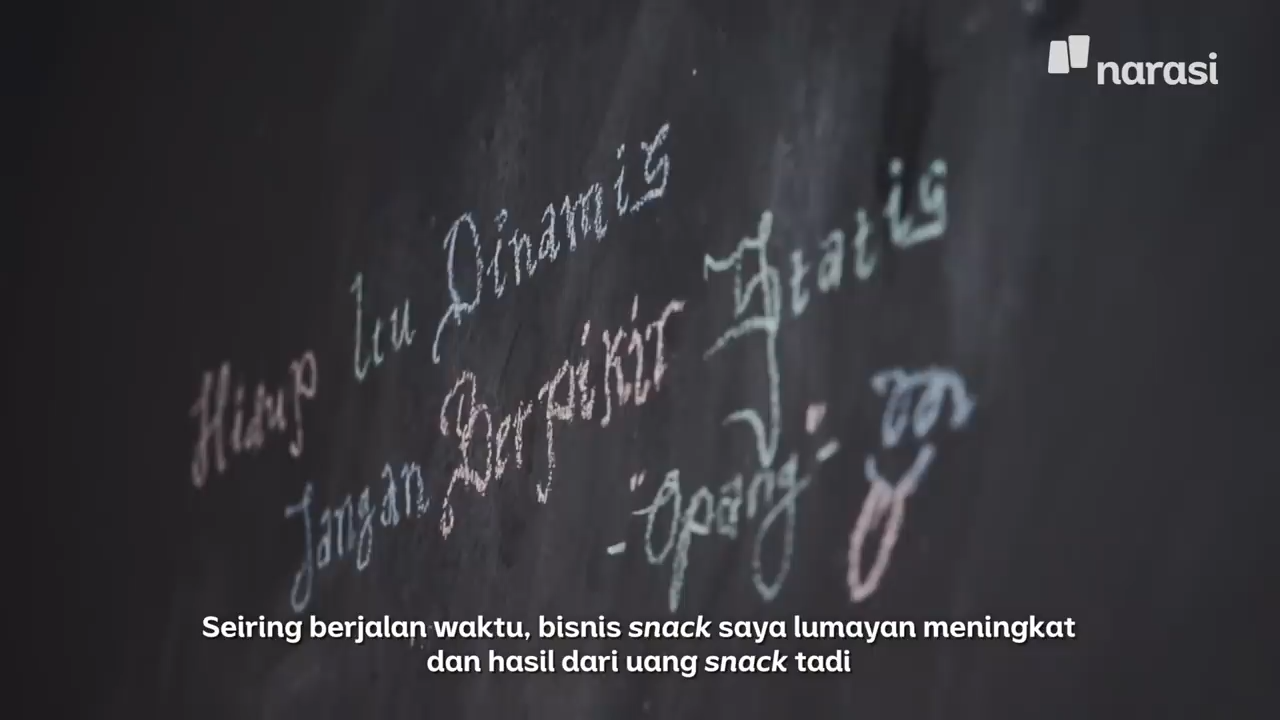 narasi
Hidup Itu Dinamis
Jangan Berpikir Statis
- "Opang" -
Seiring berjalan waktu, bisnis snack saya lumayan meningkat
dan hasil dari uang snack tadi